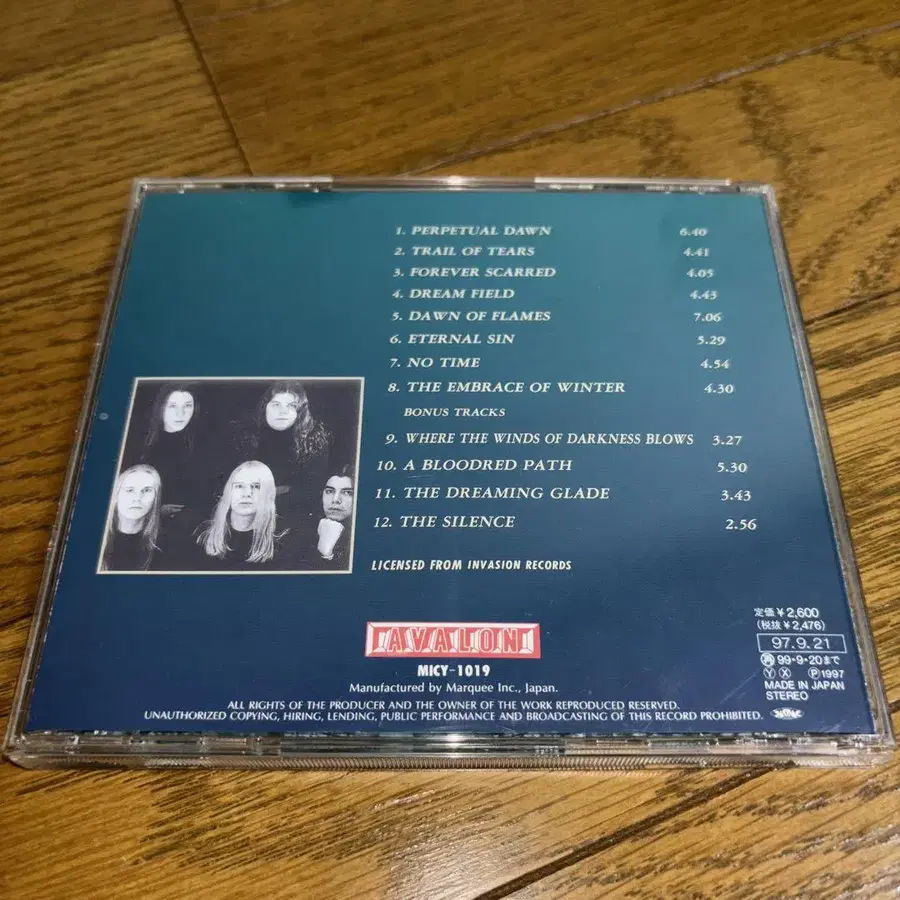 1. PERPETUAL DAWN 6.40
2. TRAIL OF TEARS 4.41
3. FOREVER SCARRED 4.05
4. DREAM FIELD 4.43
5. DAWN OF FLAMES 7.06
6. ETERNAL SIN 5.29
7. NO TIME 4.54
8. THE EMBRACE OF WINTER 4.30
BONUS TRACKS
9. WHERE THE WINDS OF DARKNESS BLOWS 3.27
10. A BLOODRED PATH 5.30
11. THE DREAMING GLADE 3.43
12. THE SILENCE 2.56
LICENSED FROM INVASION RECORDS
AVALON
MICY-1019
Manufactured by Marquee Inc., Japan.
定価¥2,600
(税抜¥2,476)
97.9.21
再 99・9・20まで
Y X P 1997
MADE IN JAPAN
STEREO
ALL RIGHTS OF THE PRODUCER AND THE OWNER OF THE WORK REPRODUCED RESERVED.
UNAUTHORIZED COPYING, HIRING, LENDING, PUBLIC PERFORMANCE AND BROADCASTING OF THIS RECORD PROHIBITED.